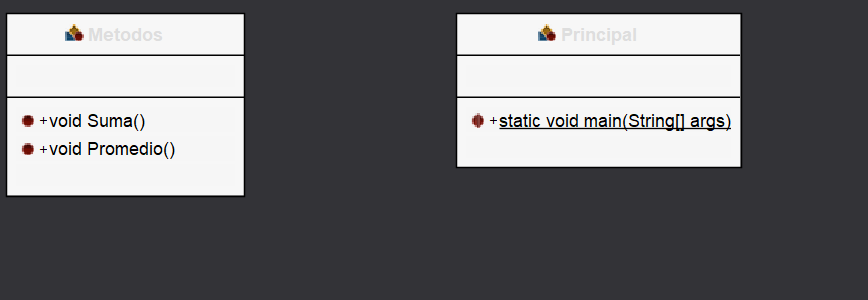 Metodos
+void Suma()
+void Promedio()
Principal
+static void main(String[] args)